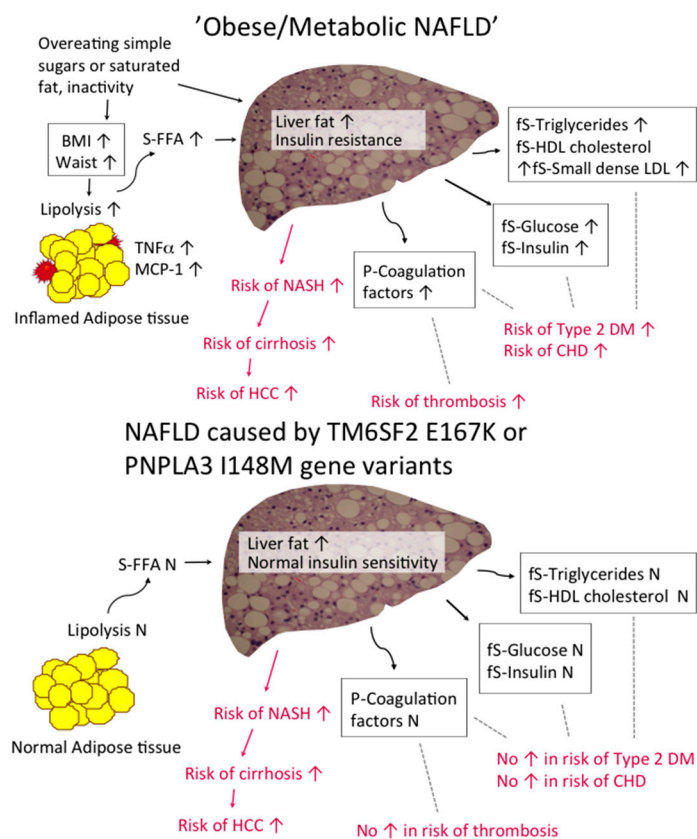 'Obese/Metabolic NAFLD'
Overeating simple
sugars or saturated
fat, inactivity
BMI ↑
Waist ↑
S-FFA ↑
Lipolysis ↑
TNFα ↑
MCP-1 ↑
Inflamed Adipose tissue
Liver fat ↑
Insulin resistance
fS-Triglycerides ↑
fS-HDL cholesterol
↑fS-Small dense LDL ↑
fS-Glucose ↑
fS-Insulin ↑
P-Coagulation
factors ↑
Risk of NASH ↑
Risk of cirrhosis ↑
Risk of HCC ↑
Risk of Type 2 DM ↑
Risk of CHD ↑
Risk of thrombosis ↑
NAFLD caused by TM6SF2 E167K or
PNPLA3 I148M gene variants
S-FFA N
Lipolysis N
Normal Adipose tissue
Liver fat ↑
Normal insulin sensitivity
fS-Triglycerides N
fS-HDL cholesterol N
fS-Glucose N
fS-Insulin N
P-Coagulation
factors N
Risk of NASH ↑
Risk of cirrhosis ↑
Risk of HCC ↑
No ↑ in risk of Type 2 DM
No ↑ in risk of CHD
No ↑ in risk of thrombosis